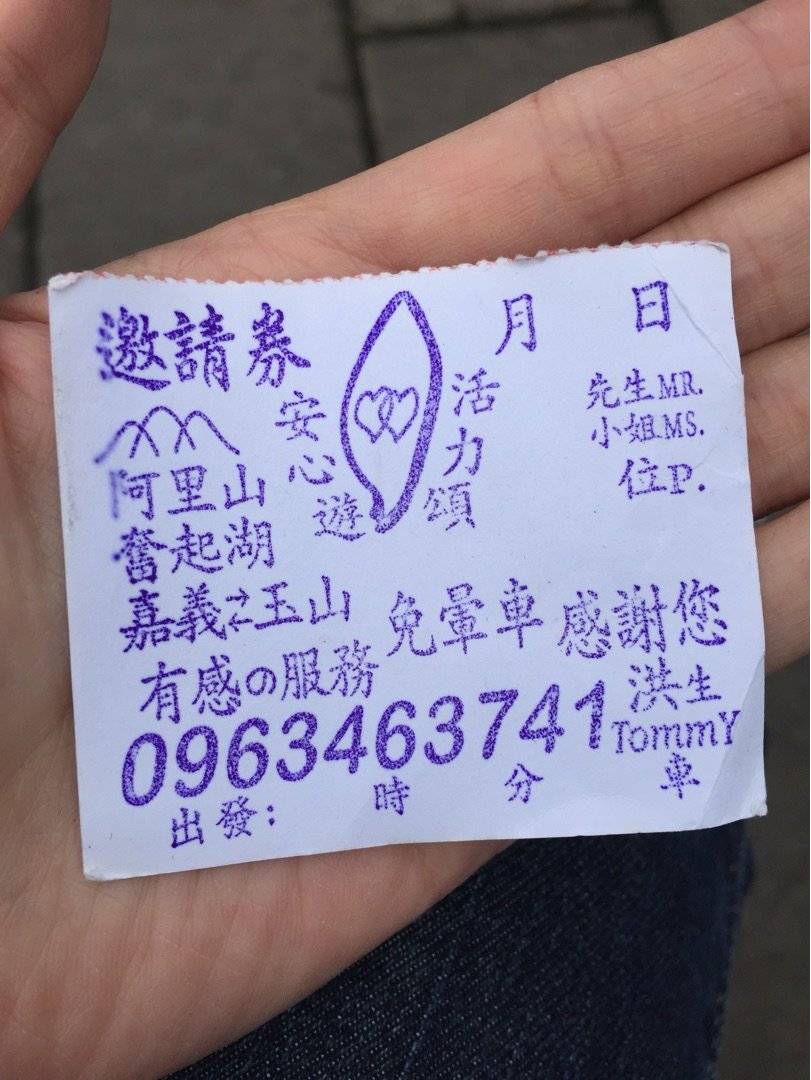 邀請券
月 日
安心遊
活力頌
先生MR.
小姐MS.
位P.
阿里山
奮起湖
嘉義⇄玉山
免暈車 感謝您
有感の服務
洪生
0963463741
TommY
出發： 時 分 車